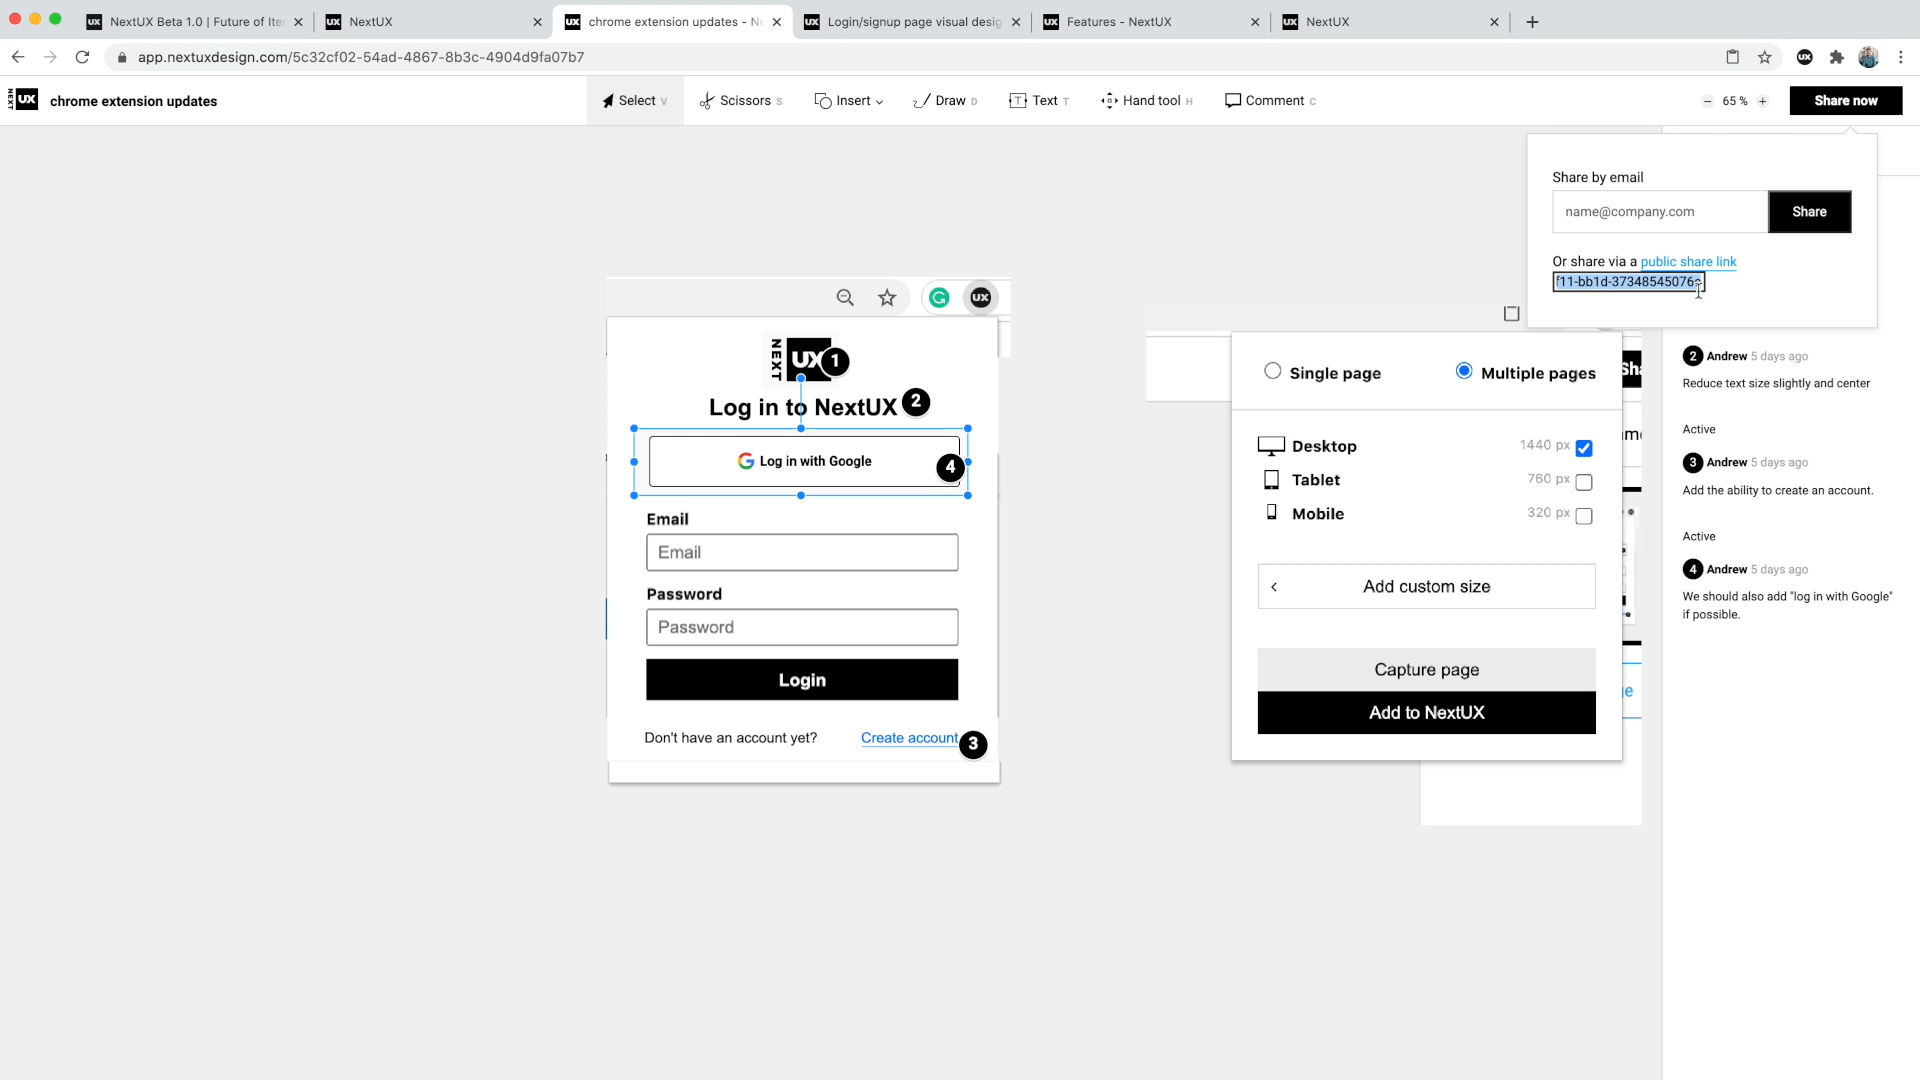 NextUX Beta 1.0 | Future of Ite
NextUX
chrome extension updates - Ne
Login/signup page visual desig
Features - NextUX
NextUX
app.nextuxdesign.com/5c32cf02-54ad-4867-8b3c-4904d9fa07b7
NEXT UX
chrome extension updates
Select V
Scissors S
Insert
Draw D
Text T
Hand tool H
Comment C
65 %
Share now
Share by email
name@company.com
Share
Or share via a public share link
f11-bb1d-37348545076
UX
NEXT UX 1
Log in to NextUX 2
Log in with Google 4
Email
Email
Password
Password
Login
Don't have an account yet? Create account 3
Single page
Multiple pages
Desktop 1440 px
Tablet 760 px
Mobile 320 px
Add custom size
Capture page
Add to NextUX
2 Andrew 5 days ago
Reduce text size slightly and center
Active
3 Andrew 5 days ago
Add the ability to create an account.
Active
4 Andrew 5 days ago
We should also add "log in with Google"
if possible.